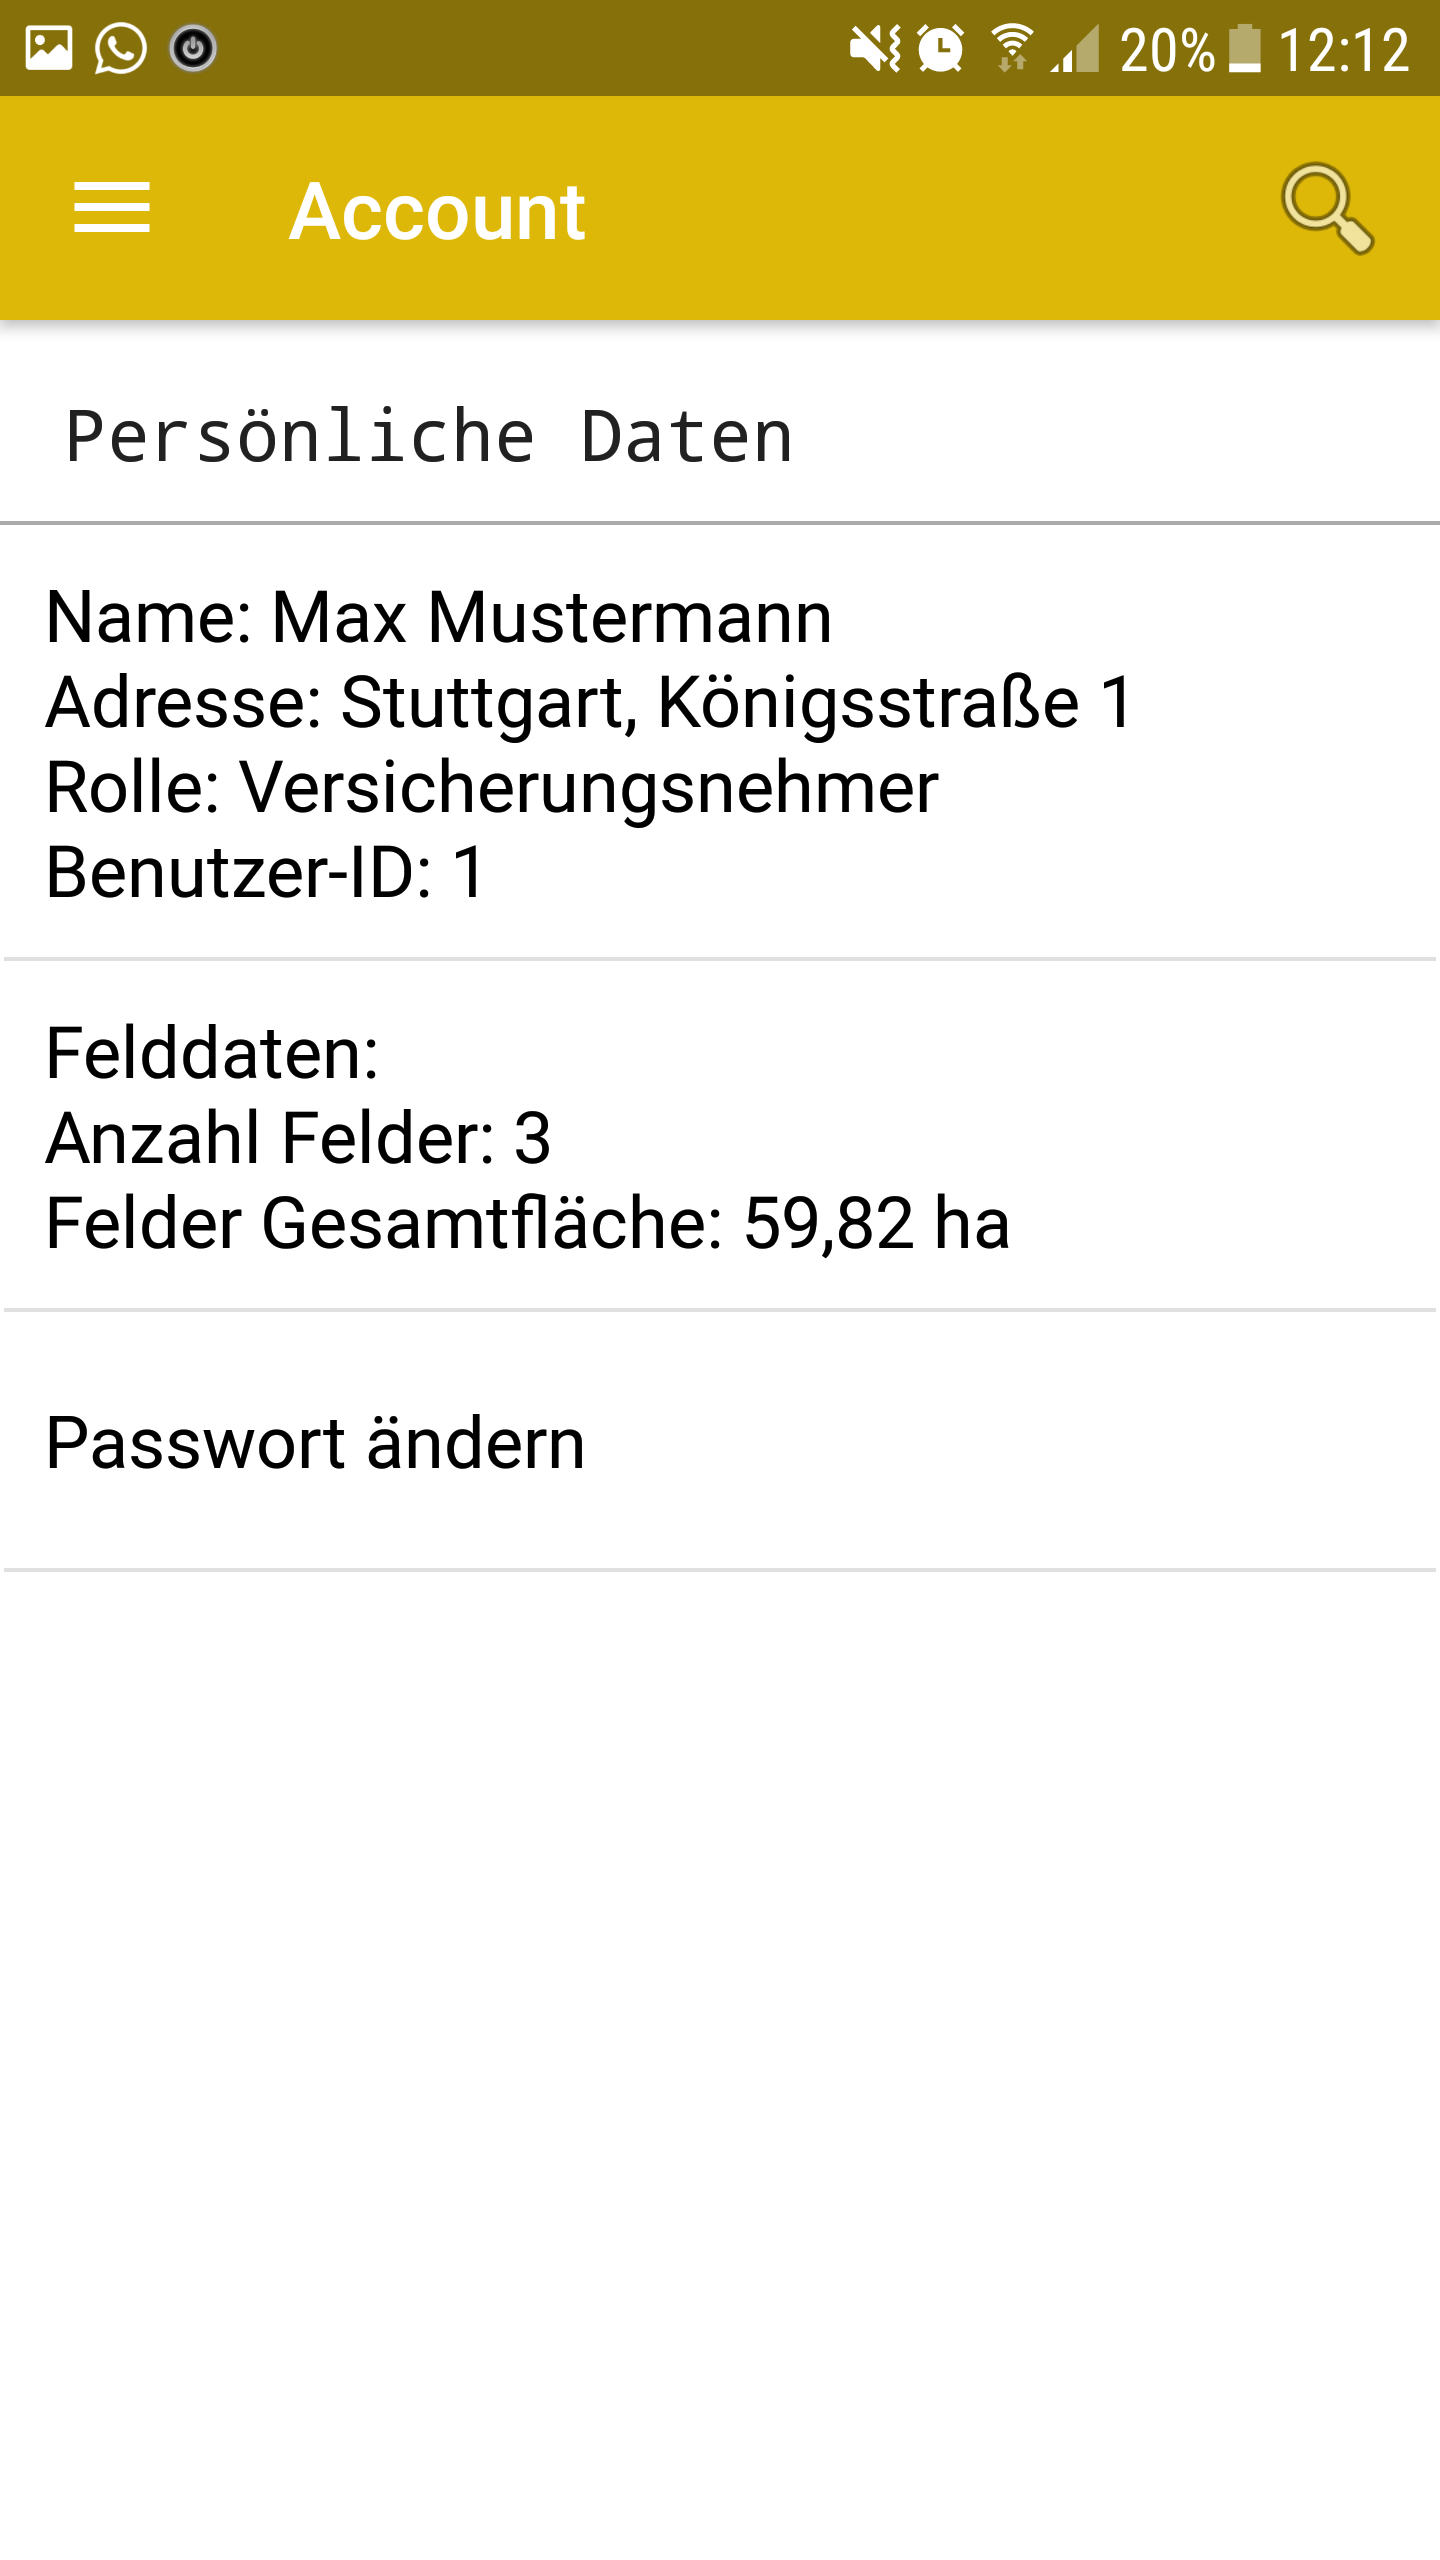 20% 12:12
Account
Persönliche Daten
Name: Max Mustermann
Adresse: Stuttgart, Königsstraße 1
Rolle: Versicherungsnehmer
Benutzer-ID: 1
Felddaten:
Anzahl Felder: 3
Felder Gesamtfläche: 59,82 ha
Passwort ändern